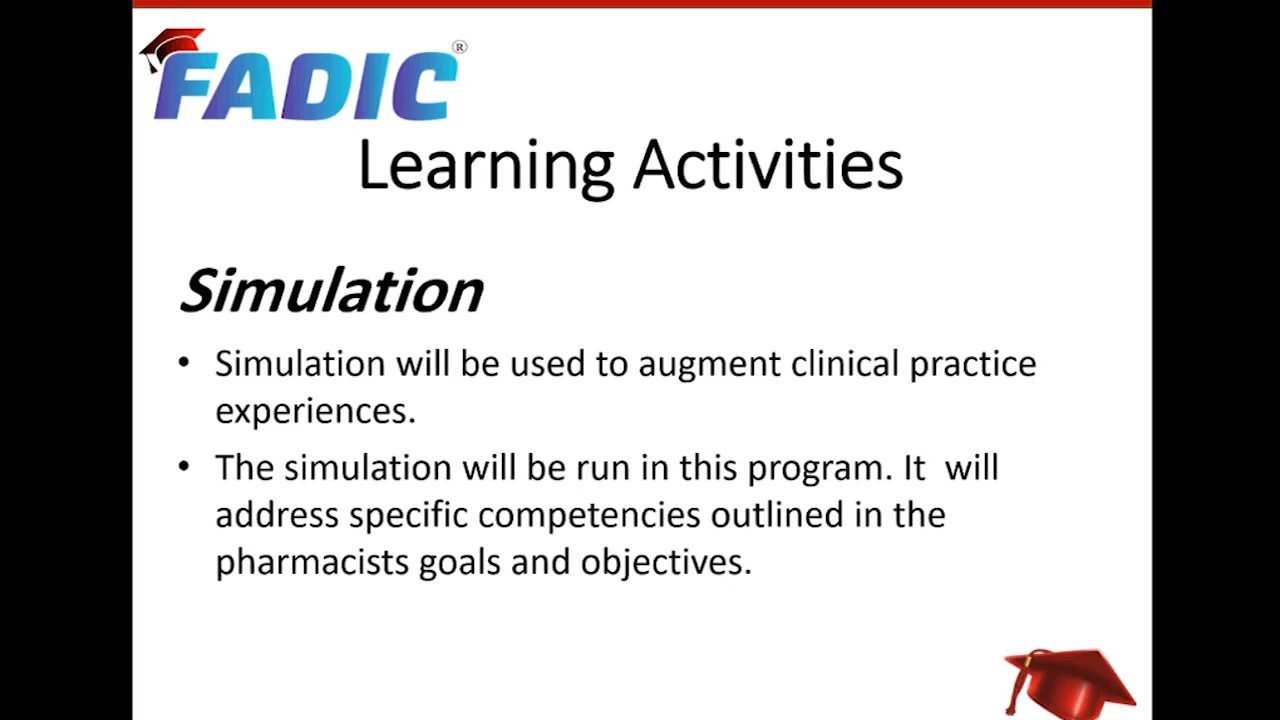 FADIC®
Learning Activities
Simulation
• Simulation will be used to augment clinical practice
experiences.
• The simulation will be run in this program. It  will
address specific competencies outlined in the
pharmacists goals and objectives.